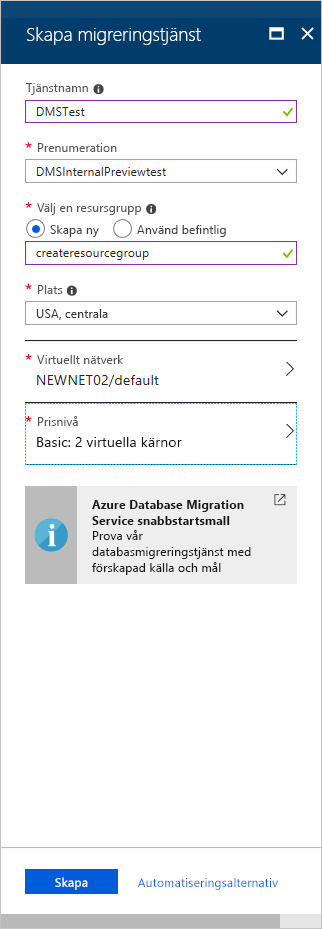 Skapa migreringstjänst
Tjänstnamn
DMSTest
* Prenumeration
DMSInternalPreviewtest
* Välj en resursgrupp
Skapa ny Använd befintlig
createresourcegroup
* Plats
USA, centrala
* Virtuellt nätverk
NEWNET02/default
* Prisnivå
Basic: 2 virtuella kärnor
Azure Database Migration
Service snabbstartsmall
Prova vår
databasmigreringstjänst med
förskapad källa och mål
Skapa Automatiseringsalternativ